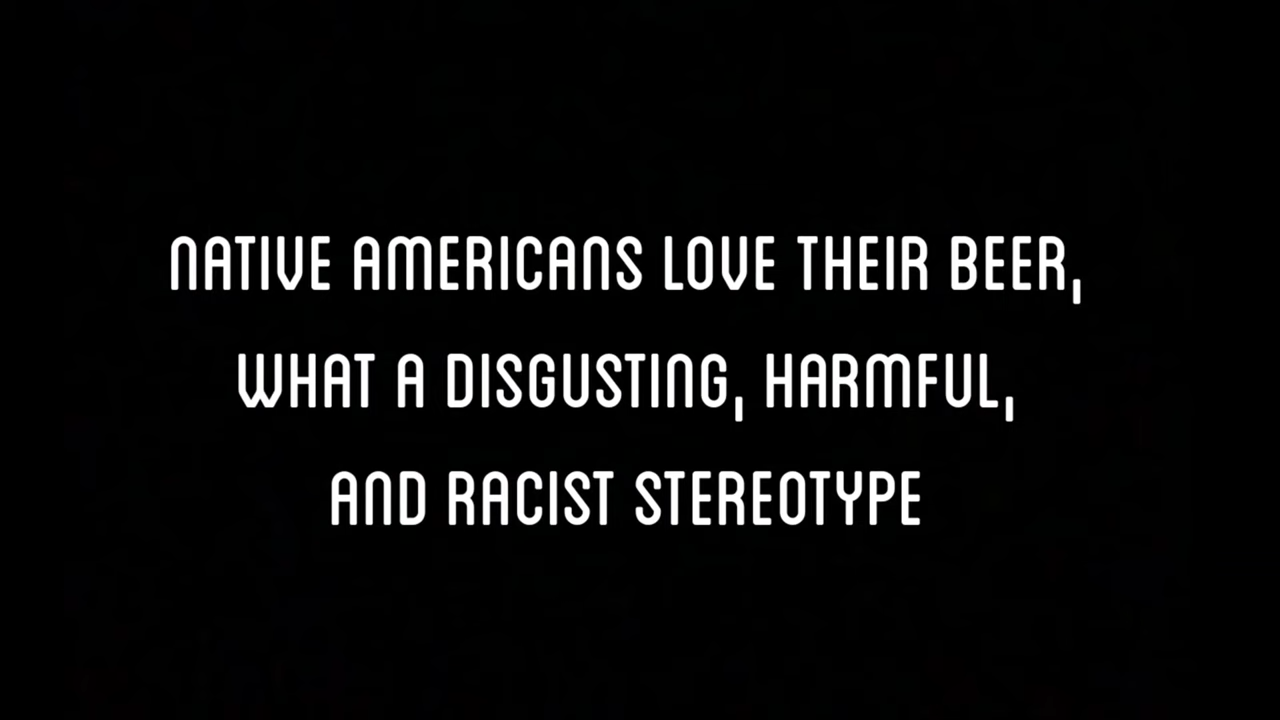 NATIVE AMERICANS LOVE THEIR BEER,
WHAT A DISGUSTING, HARMFUL,
AND RACIST STEREOTYPE